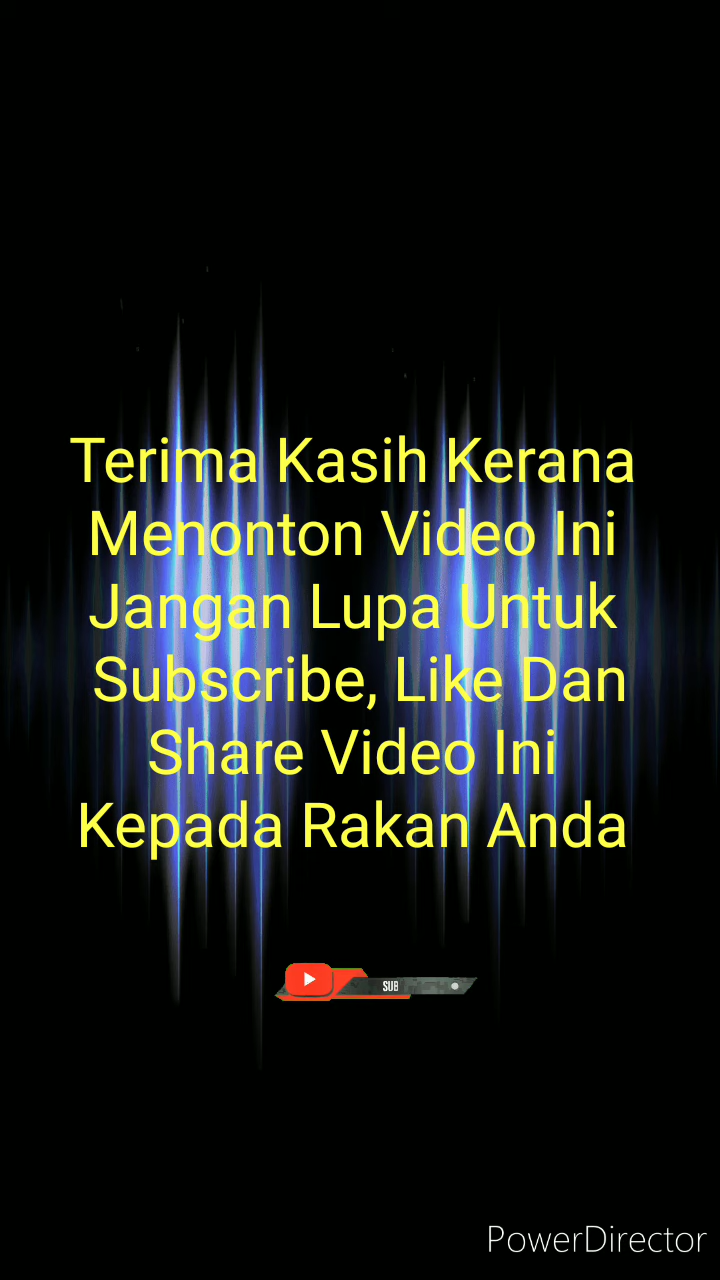 Terima Kasih Kerana
Menonton Video Ini
Jangan Lupa Untuk
Subscribe, Like Dan
Share Video Ini
Kepada Rakan Anda
SUB
PowerDirector